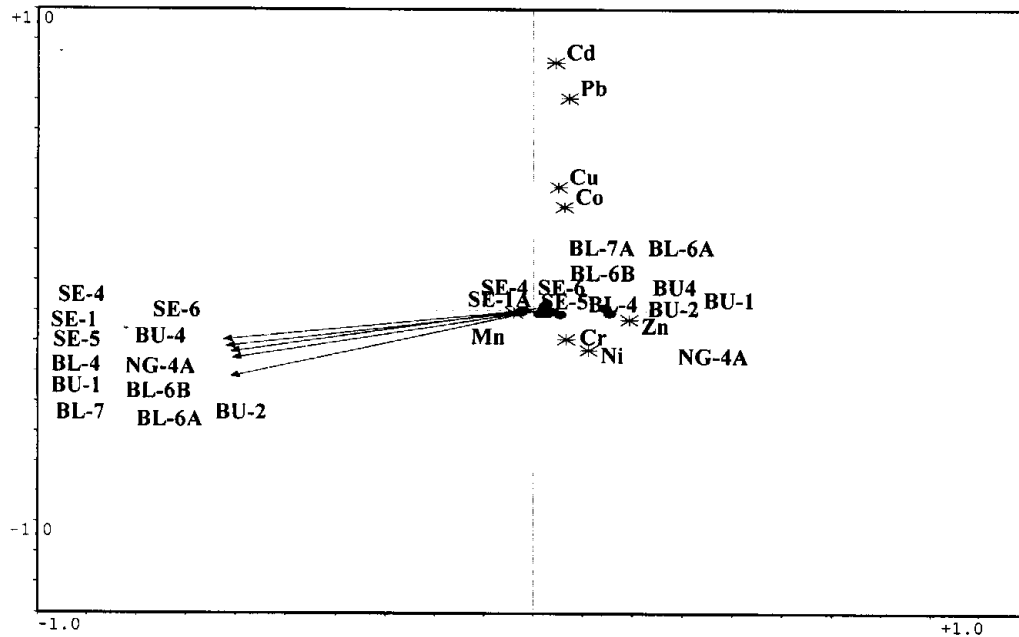 +1.0
Cd
Pb
Cu
Co
BL-7A BL-6A
BL-6B
SE-4 SE-6 BU4
SE-1A SE-5 BL-4 BU-2 BU-1
Mn Cr Zn
Ni NG-4A
SE-4 SE-6
SE-1
SE-5 BU-4
BL-4 NG-4A
BU-1 BL-6B
BL-7 BL-6A BU-2
-1.0
-1.0 +1.0